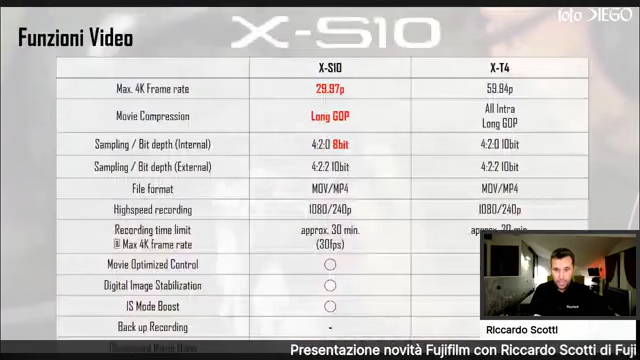 foto DIEGO
Funzioni Video
X-S10
X-S10 X-T4
Max. 4K Frame rate 29.97p 59.94p
Movie Compression Long GOP All Intra
Long GOP
Sampling / Bit depth (Internal) 4:2:0 8bit 4:2:0 10bit
Sampling / Bit depth (External) 4:2:2 10bit 4:2:2 10bit
File format MOV/MP4 MOV/MP4
Highspeed recording 1080/240p 1080/240p
Recording time limit approx. 30 min. approx. 20 min.
@ Max 4K frame rate (30fps)
Movie Optimized Control ◯
Digital Image Stabilization ◯
IS Mode Boost ◯
Back up Recording -
Riccardo Scotti
Presentazione novità Fujifilm con Riccardo Scotti di Fuji